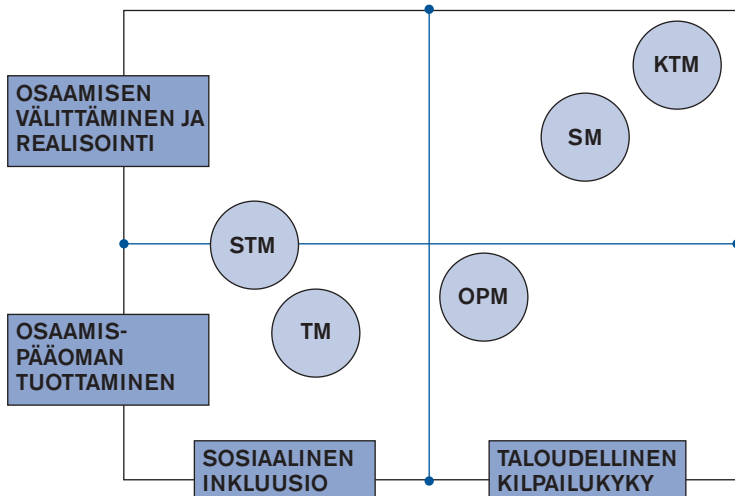 KTM
OSAAMISEN
VÄLITTÄMINEN JA
REALISOINTI
SM
STM
OPM
TM
OSAAMIS-
PÄÄOMAN
TUOTTAMINEN
SOSIAALINEN
INKLUUSIO
TALOUDELLINEN
KILPAILUKYKY